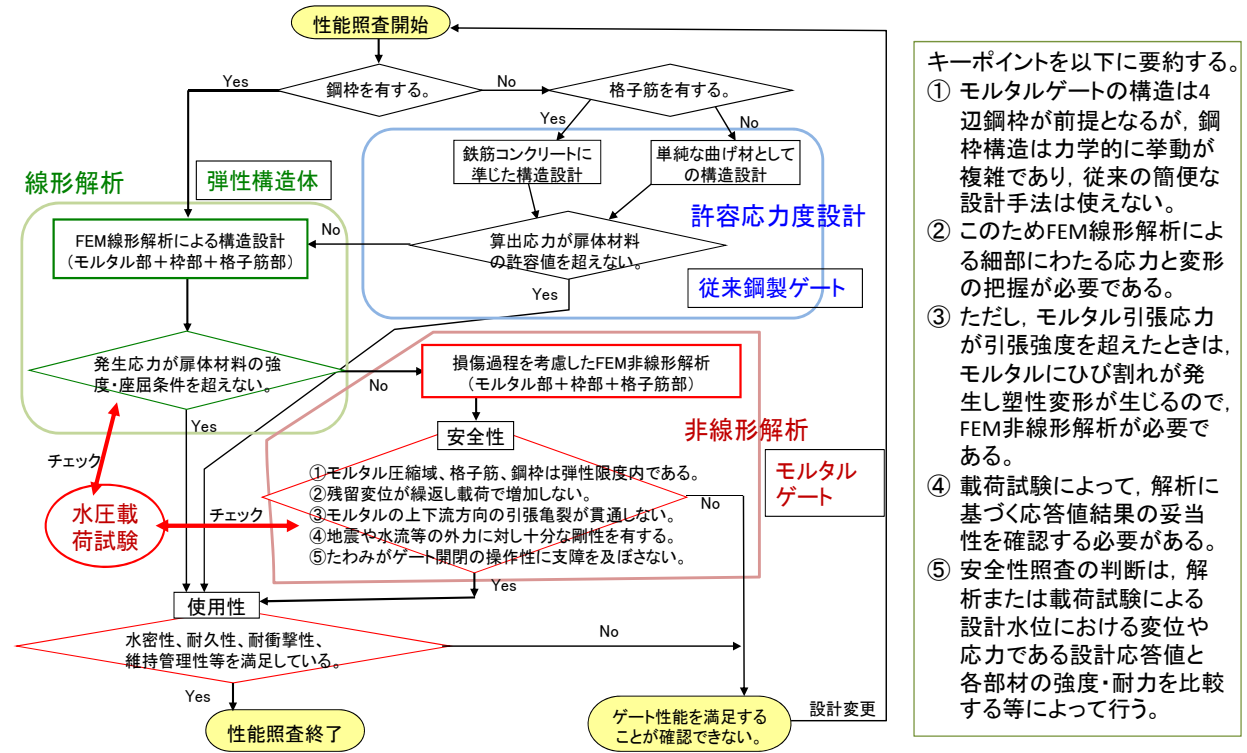 性能照査開始
Yes
鋼枠を有する。
No
格子筋を有する。
Yes
No
鉄筋コンクリートに
準じた構造設計
単純な曲げ材として
の構造設計
線形解析
弾性構造体
許容応力度設計
FEM線形解析による構造設計
(モルタル部+枠部+格子筋部)
No
算出応力が扉体材料
の許容値を超えない。
Yes
従来鋼製ゲート
発生応力が扉体材料の強
度・座屈条件を超えない。
No
Yes
損傷過程を考慮したFEM非線形解析
(モルタル部+枠部+格子筋部)
安全性
非線形解析
モルタル
ゲート
チェック
水圧載
荷試験
チェック
①モルタル圧縮域、格子筋、鋼枠は弾性限度内である。
②残留変位が繰返し載荷で増加しない。
③モルタルの上下流方向の引張亀裂が貫通しない。
④地震や水流等の外力に対し十分な剛性を有する。
⑤たわみがゲート開閉の操作性に支障を及ぼさない。
No
Yes
使用性
水密性、耐久性、耐衝撃性、
維持管理性等を満足している。
No
Yes
性能照査終了
ゲート性能を満足する
ことが確認できない。
設計変更
キーポイントを以下に要約する。
① モルタルゲートの構造は4
辺鋼枠が前提となるが, 鋼
枠構造は力学的に挙動が
複雑であり, 従来の簡便な
設計手法は使えない。
② このためFEM線形解析によ
る細部にわたる応力と変形
の把握が必要である。
③ ただし, モルタル引張応力
が引張強度を超えたときは,
モルタルにひび割れが発
生し塑性変形が生じるので,
FEM非線形解析が必要で
ある。
④ 載荷試験によって, 解析に
基づく応答値結果の妥当
性を確認する必要がある。
⑤ 安全性照査の判断は, 解
析または載荷試験による
設計水位における変位や
応力である設計応答値と
各部材の強度・耐力を比較
する等によって行う。